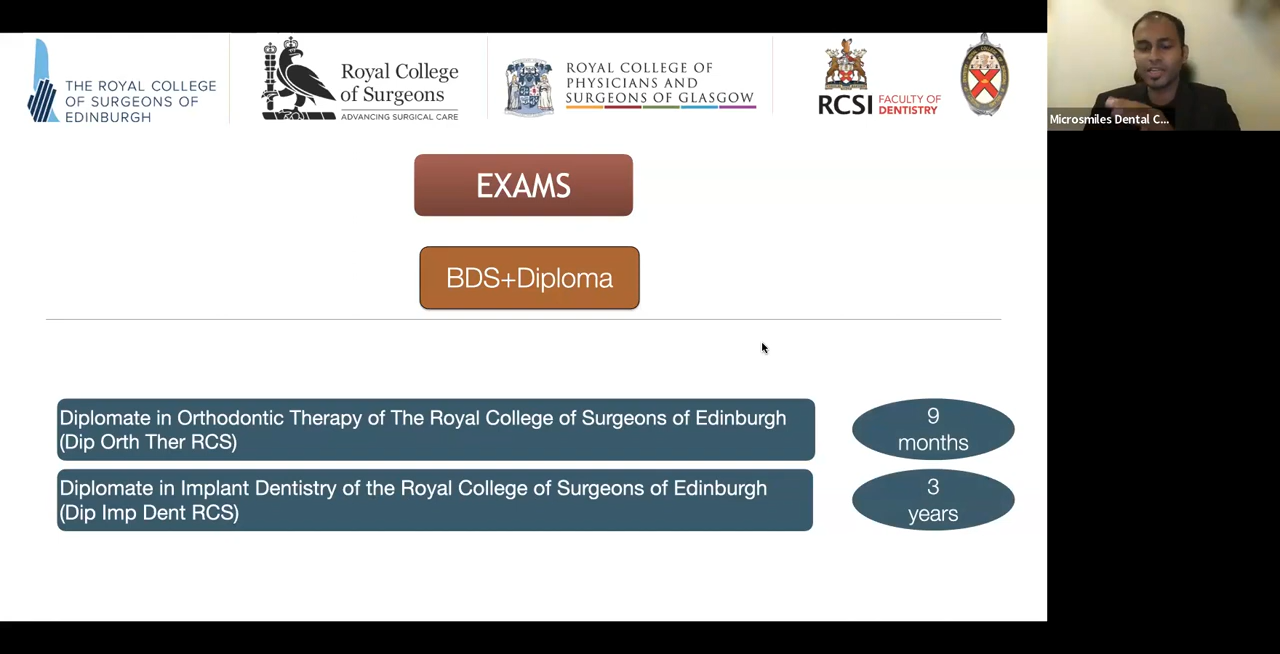 THE ROYAL COLLEGE
OF SURGEONS OF
EDINBURGH
Royal College
of Surgeons
ADVANCING SURGICAL CARE
ROYAL COLLEGE OF
PHYSICIANS AND
SURGEONS OF GLASGOW
RCSI FACULTY OF
DENTISTRY
Microsmiles Dental C...
EXAMS
BDS+Diploma
Diplomate in Orthodontic Therapy of The Royal College of Surgeons of Edinburgh
(Dip Orth Ther RCS)
9
months
Diplomate in Implant Dentistry of the Royal College of Surgeons of Edinburgh
(Dip Imp Dent RCS)
3
years